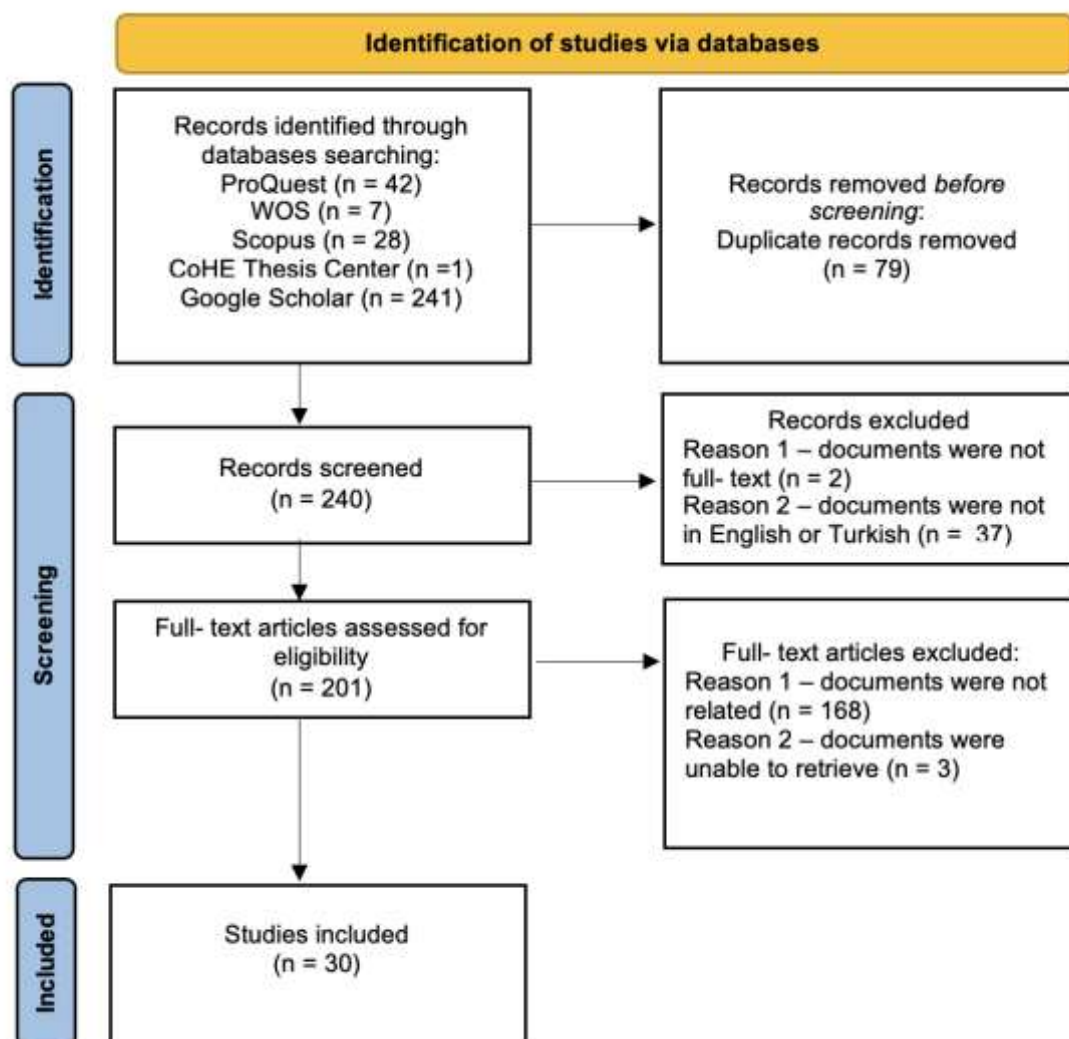 Identification of studies via databases
Identification
Records identified through
databases searching:
ProQuest (n = 42)
WOS (n = 7)
Scopus (n = 28)
CoHE Thesis Center (n =1)
Google Scholar (n = 241)
Records removed before
screening:
Duplicate records removed
(n = 79)
Screening
Records screened
(n = 240)
Records excluded
Reason 1 – documents were not
full- text (n = 2)
Reason 2 – documents were not
in English or Turkish (n = 37)
Full- text articles assessed for
eligibility
(n = 201)
Full- text articles excluded:
Reason 1 – documents were not
related (n = 168)
Reason 2 – documents were
unable to retrieve (n = 3)
Included
Studies included
(n = 30)